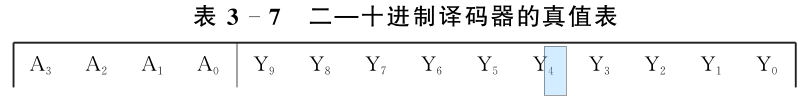 表 3-7 二—十进制译码器的真值表
A₃ A₂ A₁ A₀ Y₉ Y₈ Y₇ Y₆ Y₅ Y₄ Y₃ Y₂ Y₁ Y₀